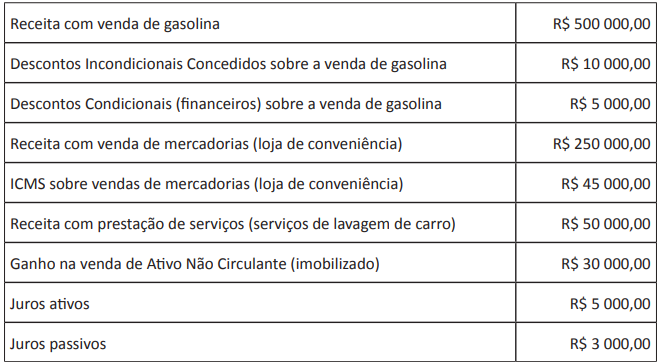 Receita com venda de gasolina R$ 500 000,00
Descontos Incondicionais Concedidos sobre a venda de gasolina R$ 10 000,00
Descontos Condicionais (financeiros) sobre a venda de gasolina R$ 5 000,00
Receita com venda de mercadorias (loja de conveniência) R$ 250 000,00
ICMS sobre vendas de mercadorias (loja de conveniência) R$ 45 000,00
Receita com prestação de serviços (serviços de lavagem de carro) R$ 50 000,00
Ganho na venda de Ativo Não Circulante (imobilizado) R$ 30 000,00
Juros ativos R$ 5 000,00
Juros passivos R$ 3 000,00